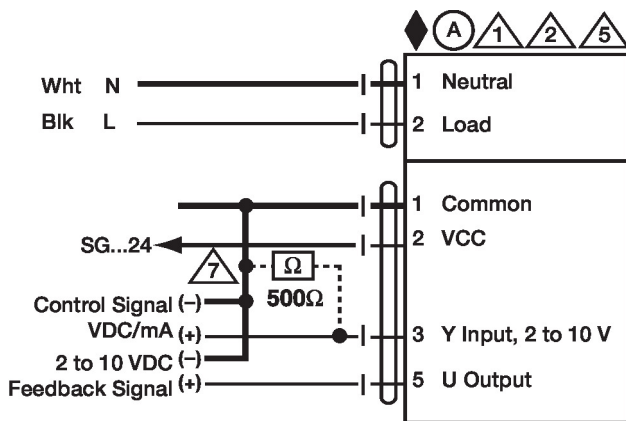 A 1 2 5
Wht N 1 Neutral
Blk L 2 Load
1 Common
SG...24 2 VCC
7 Ω
500Ω
Control Signal (–)
VDC/mA (+) 3 Y Input, 2 to 10 V
2 to 10 VDC (–)
Feedback Signal (+) 5 U Output